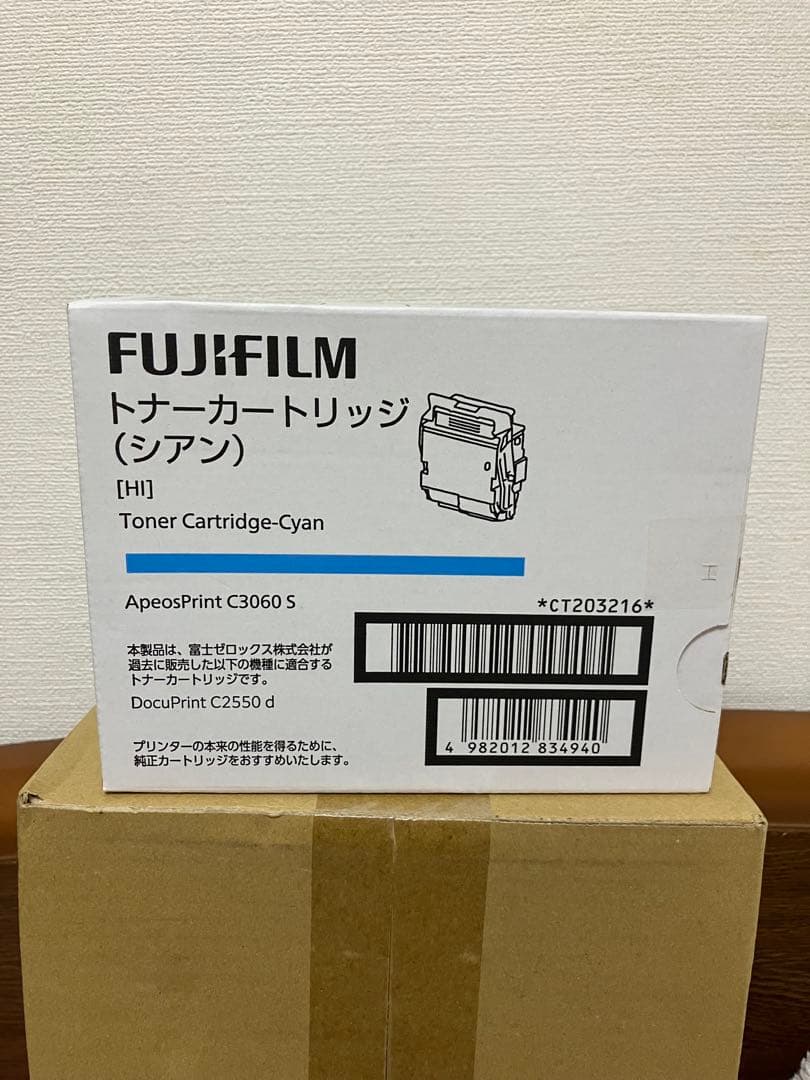 FUJIFILM
トナーカートリッジ
(シアン)
[HI]
Toner Cartridge-Cyan
ApeosPrint C3060 S
*CT203216*
本製品は、富士ゼロックス株式会社が
過去に販売した以下の機種に適合する
トナーカートリッジです。
DocuPrint C2550 d
4 982012 834940
プリンターの本来の性能を得るために、
純正カートリッジをおすすめいたします。